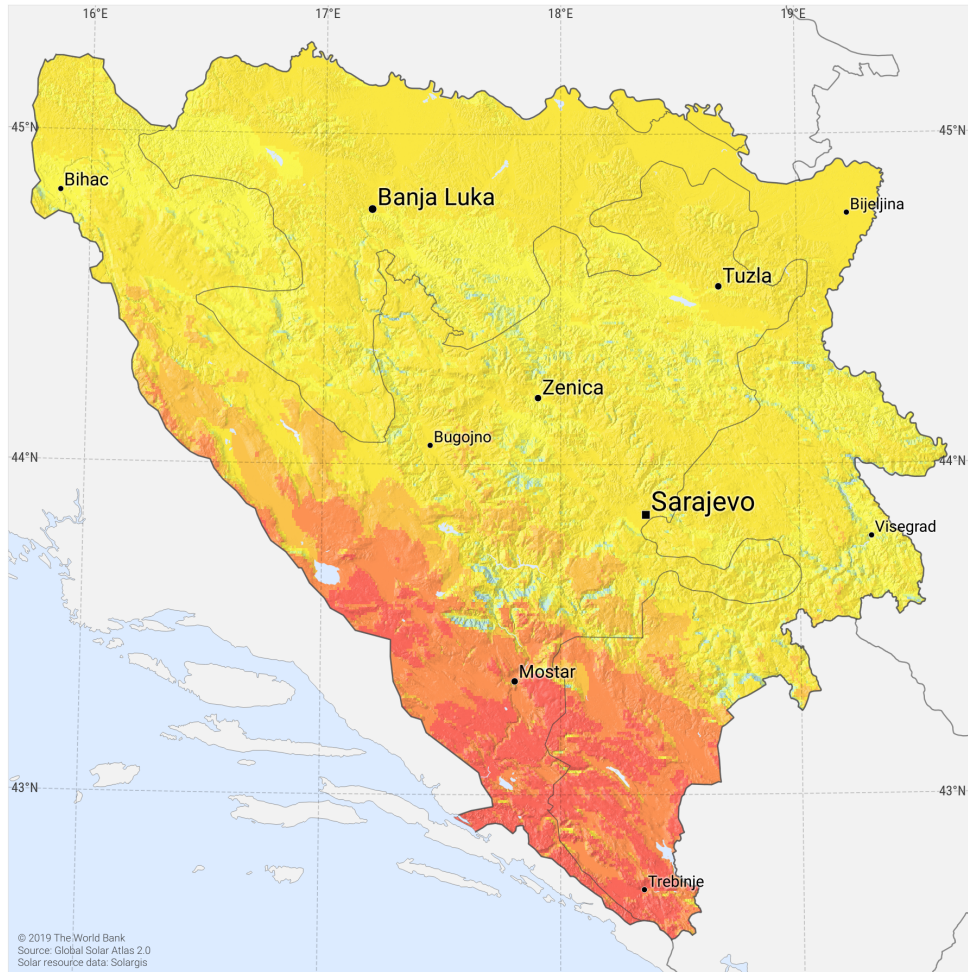 16°E
17°E
18°E
19°E
45°N
45°N
Bihac
Banja Luka
Bijeljina
Tuzla
Zenica
Bugojno
44°N
44°N
Sarajevo
Visegrad
Mostar
43°N
43°N
Trebinje
© 2019 The World Bank
Source: Global Solar Atlas 2.0
Solar resource data: Solargis